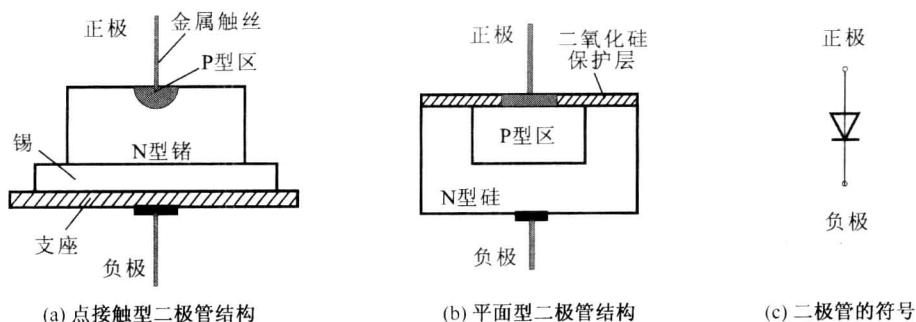 正极
金属触丝
P型区
N型锗
锡
支座
负极
(a) 点接触型二极管结构
正极
二氧化硅
保护层
P型区
N型硅
负极
(b) 平面型二极管结构
正极
负极
(c) 二极管的符号